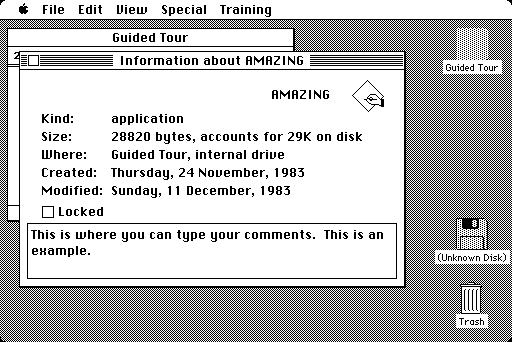 File Edit View Special Training
Guided Tour
2
Information about AMAZING
Guided Tour
AMAZING
Kind: application
Size: 28820 bytes, accounts for 29K on disk
Where: Guided Tour, internal drive
Created: Thursday, 24 November, 1983
Modified: Sunday, 11 December, 1983
Locked
This is where you can type your comments. This is an
example.
(Unknown Disk)
Trash